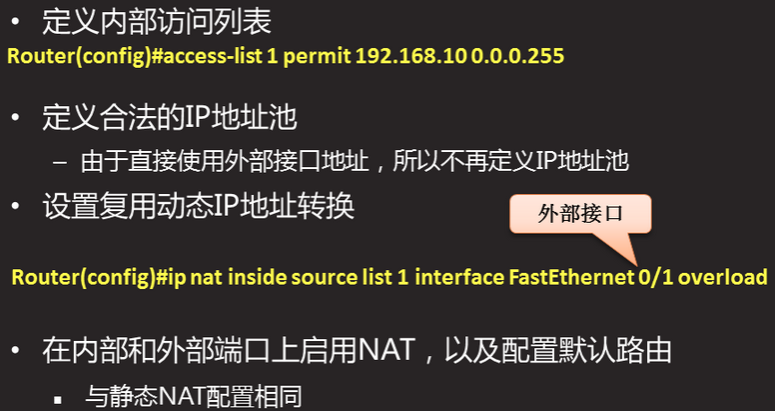 • 定义内部访问列表
Router(config)#access-list 1 permit 192.168.10 0.0.0.255
• 定义合法的IP地址池
– 由于直接使用外部接口地址，所以不再定义IP地址池
• 设置复用动态IP地址转换
外部接口
Router(config)#ip nat inside source list 1 interface FastEthernet 0/1 overload
• 在内部和外部端口上启用NAT，以及配置默认路由
▪ 与静态NAT配置相同